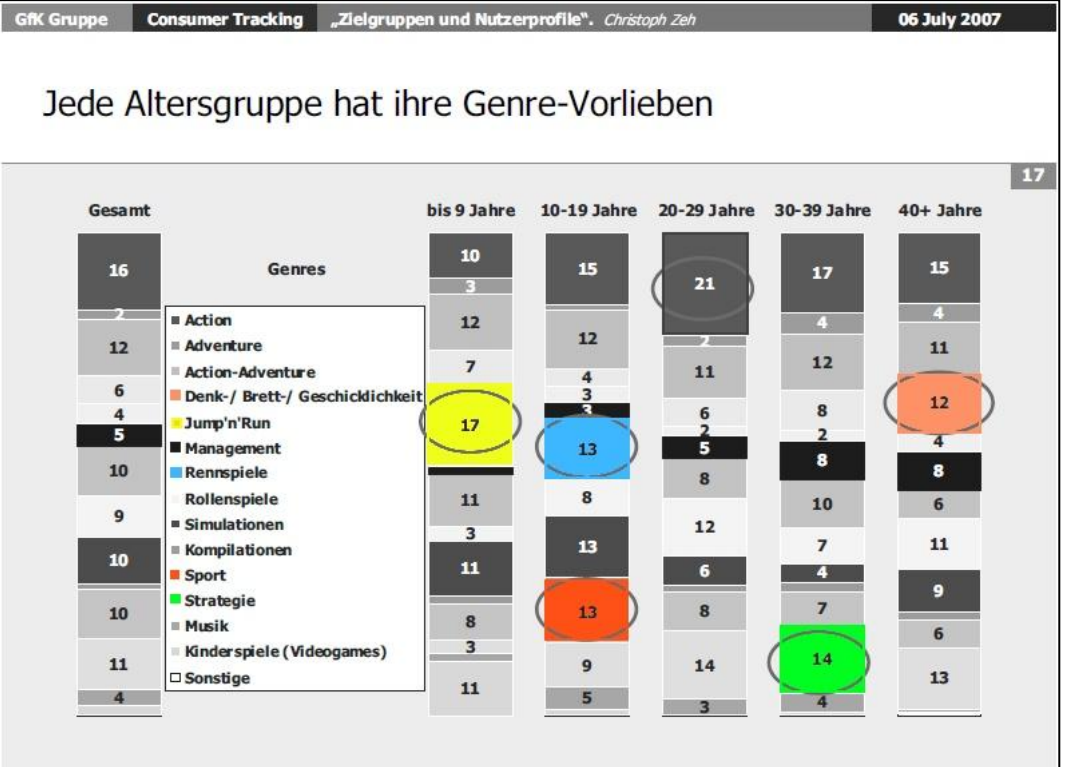 GfK Gruppe Consumer Tracking „Zielgruppen und Nutzerprofile“. Christoph Zeh 06 July 2007
Jede Altersgruppe hat ihre Genre-Vorlieben
17
Gesamt
16
2
12
6
4
5
10
9
10
10
11
4
Genres
Action
Adventure
Action-Adventure
Denk-/ Brett-/ Geschicklichkeit
Jump'n'Run
Management
Rennspiele
Rollenspiele
Simulationen
Kompilationen
Sport
Strategie
Musik
Kinderspiele (Videogames)
Sonstige
bis 9 Jahre
10
3
12
7
17
11
3
11
8
3
11
10-19 Jahre
15
12
4
3
3
13
8
13
13
9
5
20-29 Jahre
21
2
11
6
2
5
8
12
6
8
14
3
30-39 Jahre
17
4
12
8
2
8
10
7
4
7
14
4
40+ Jahre
15
4
11
12
4
8
6
11
9
6
13